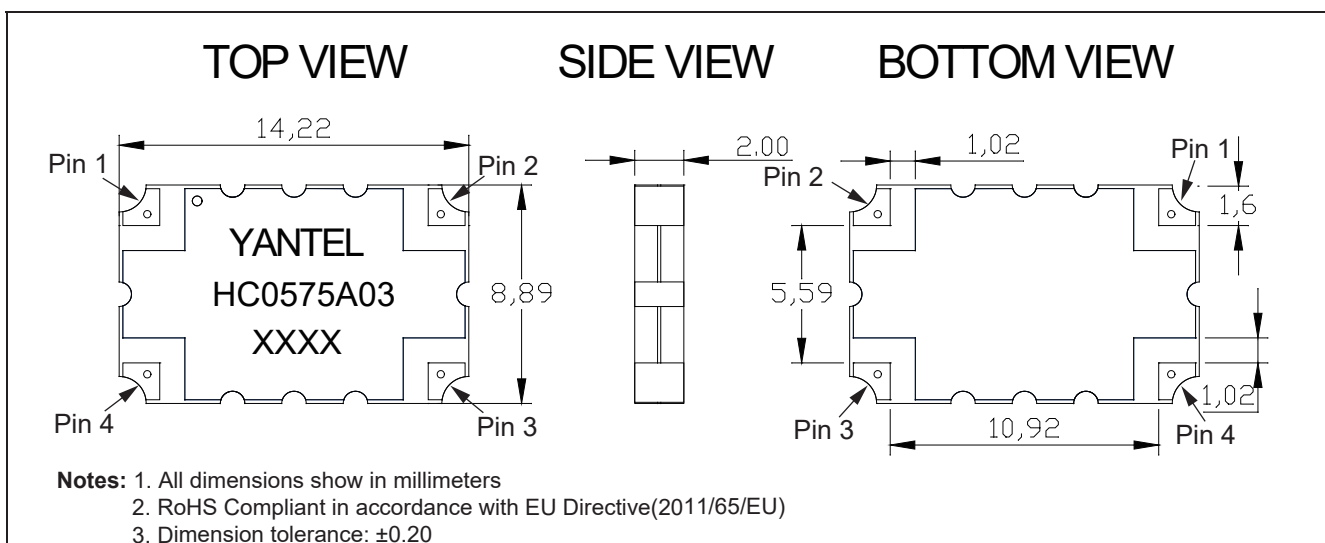 TOP VIEW
SIDE VIEW
BOTTOM VIEW
14,22
Pin 1
Pin 2
YANTEL
HC0575A03
XXXX
8,89
Pin 4
Pin 3
2.00
1,02
Pin 2
Pin 1
1,6
5,59
1,02
Pin 3
10,92
Pin 4
Notes: 1. All dimensions show in millimeters
2. RoHS Compliant in accordance with EU Directive(2011/65/EU)
3. Dimension tolerance: ±0.20